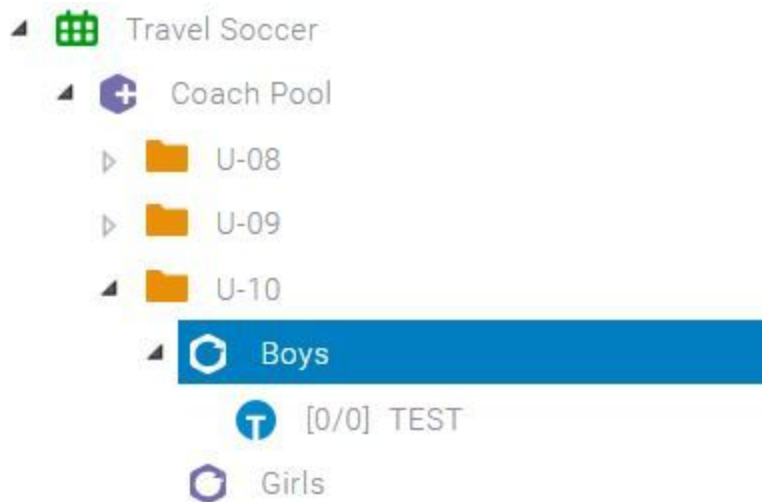 Travel Soccer
Coach Pool
U-08
U-09
U-10
Boys
T [0/0] TEST
Girls